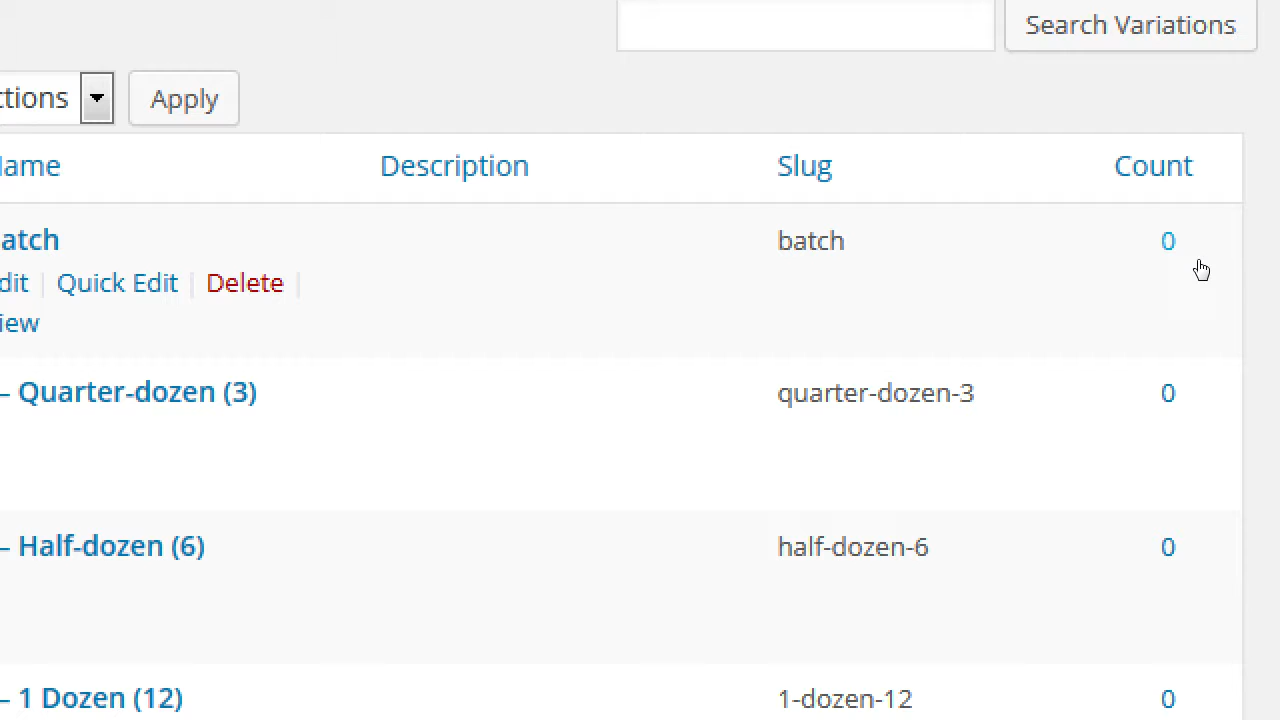 Search Variations
ctions Apply
Name Description Slug Count
atch batch 0
dit | Quick Edit | Delete |
iew
– Quarter-dozen (3) quarter-dozen-3 0
– Half-dozen (6) half-dozen-6 0
– 1 Dozen (12) 1-dozen-12 0